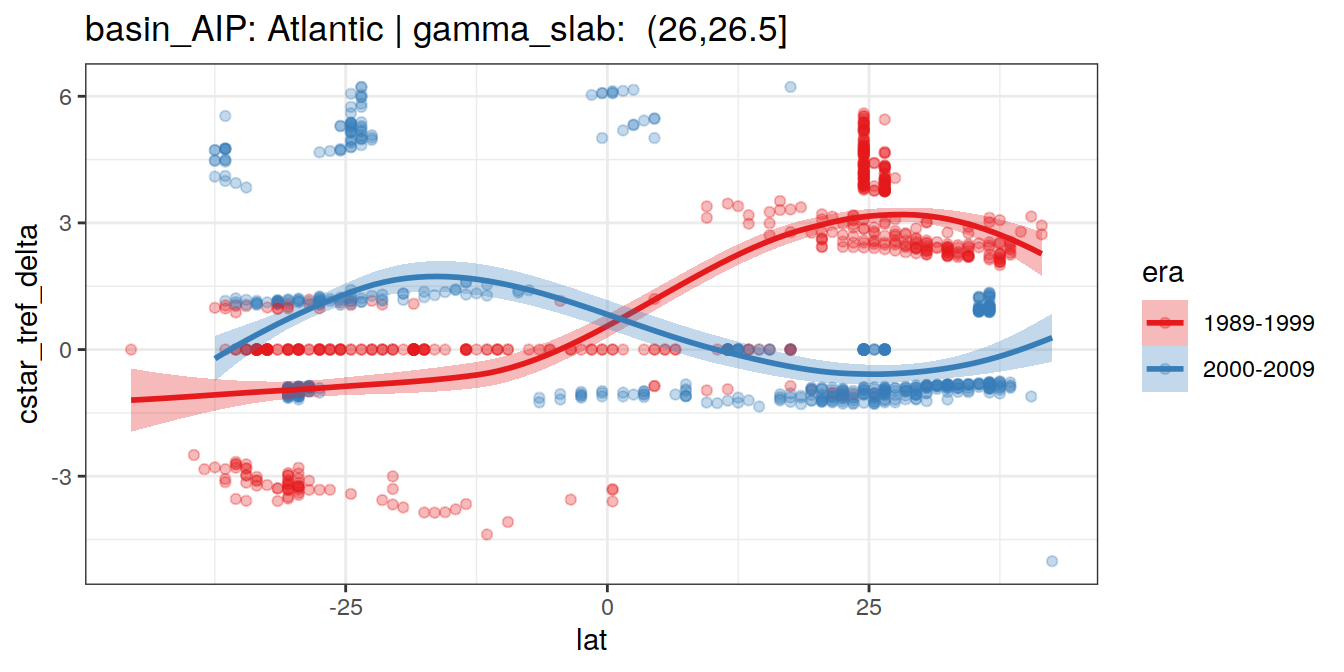 basin_AIP: Atlantic | gamma_slab:  (26,26.5]
cstar_tref_delta
6
3
0
-3
-25
0
25
lat
era
1989-1999
2000-2009